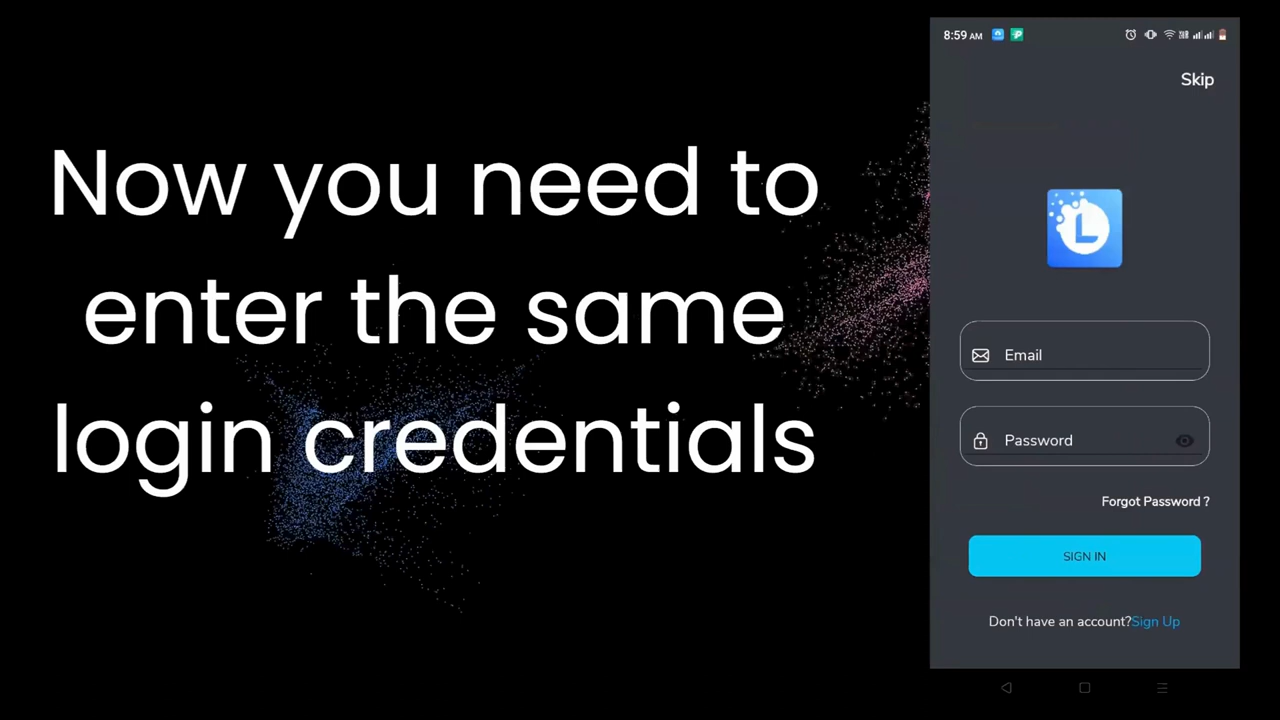 Now you need to
enter the same
login credentials
8:59 AM
Skip
L
Email
Password
Forgot Password ?
SIGN IN
Don't have an account?Sign Up